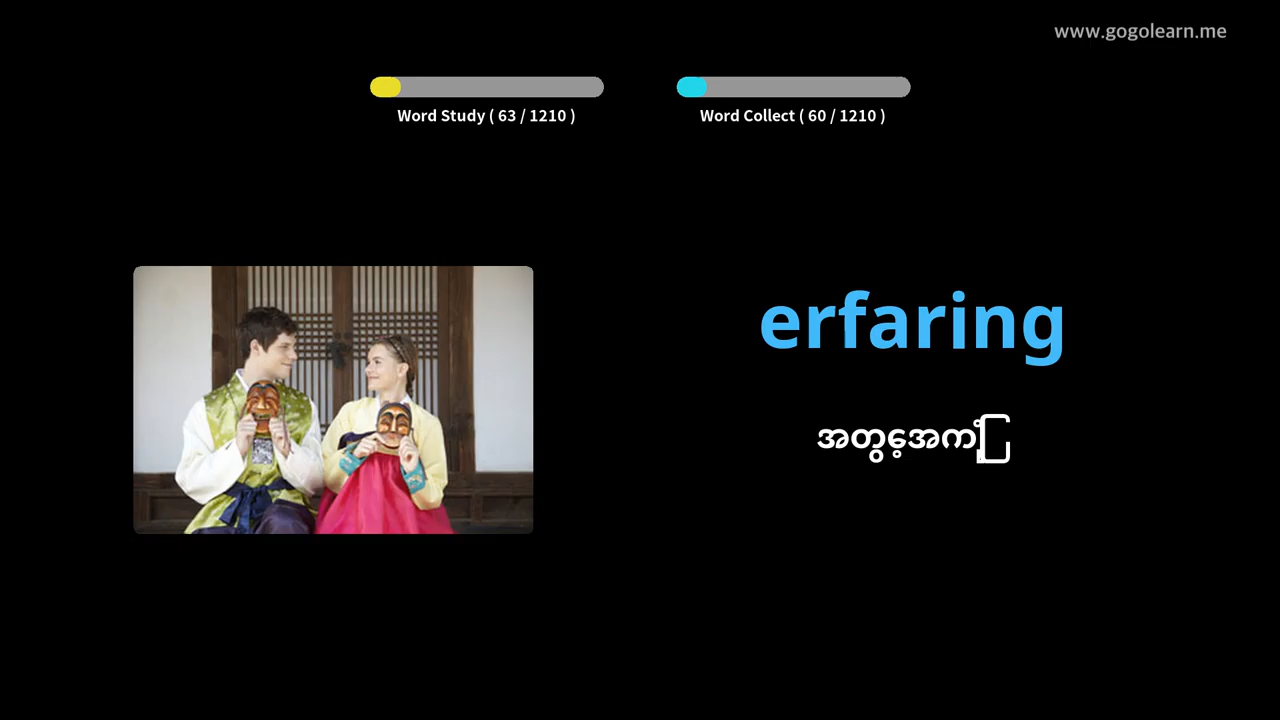 www.gogolearn.me
Word Study ( 63 / 1210 )
Word Collect ( 60 / 1210 )
erfaring
အတွေ့အကြုံ